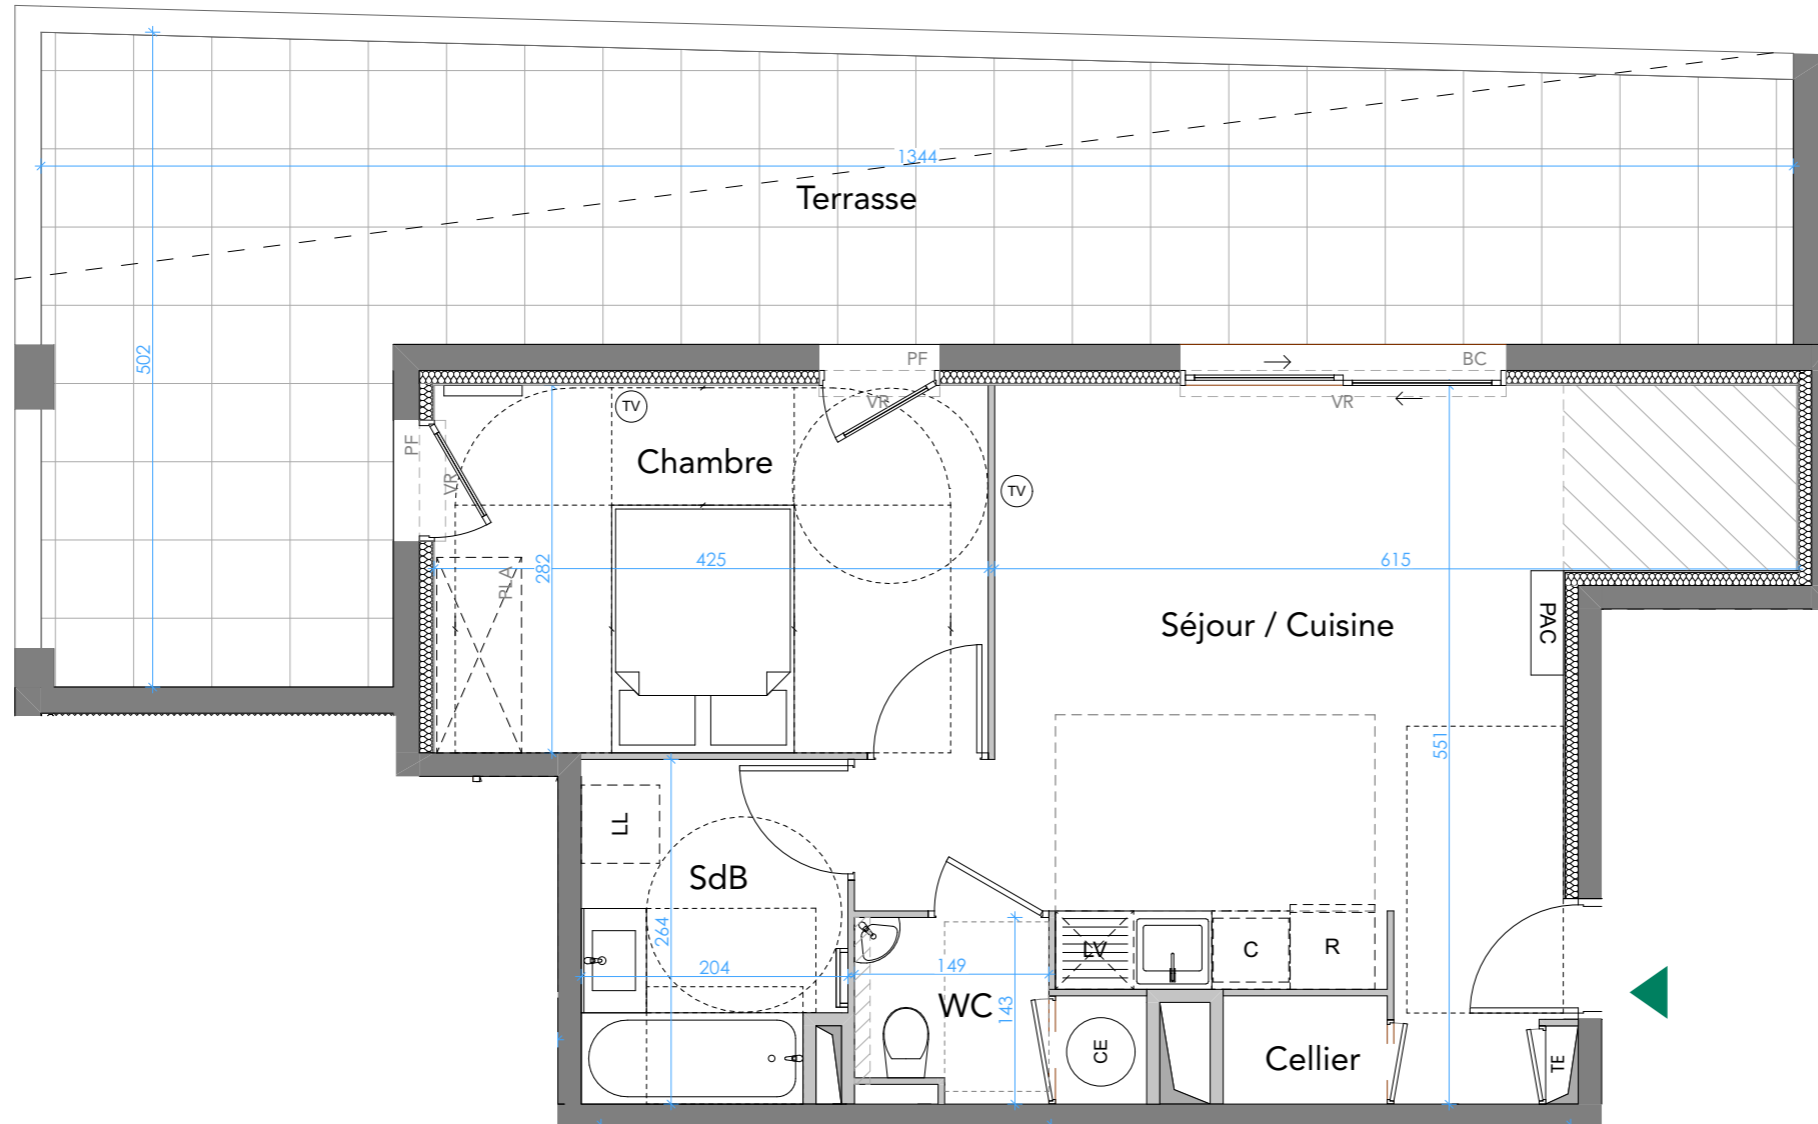 1344
Terrasse
502
PF
BC
VR
VR
TV
PF
VR
Chambre
TV
PLA
282
425
615
Séjour / Cuisine
PAC
551
LL
SdB
264
204
149
143
WC
LV
C
R
CE
Cellier
TE